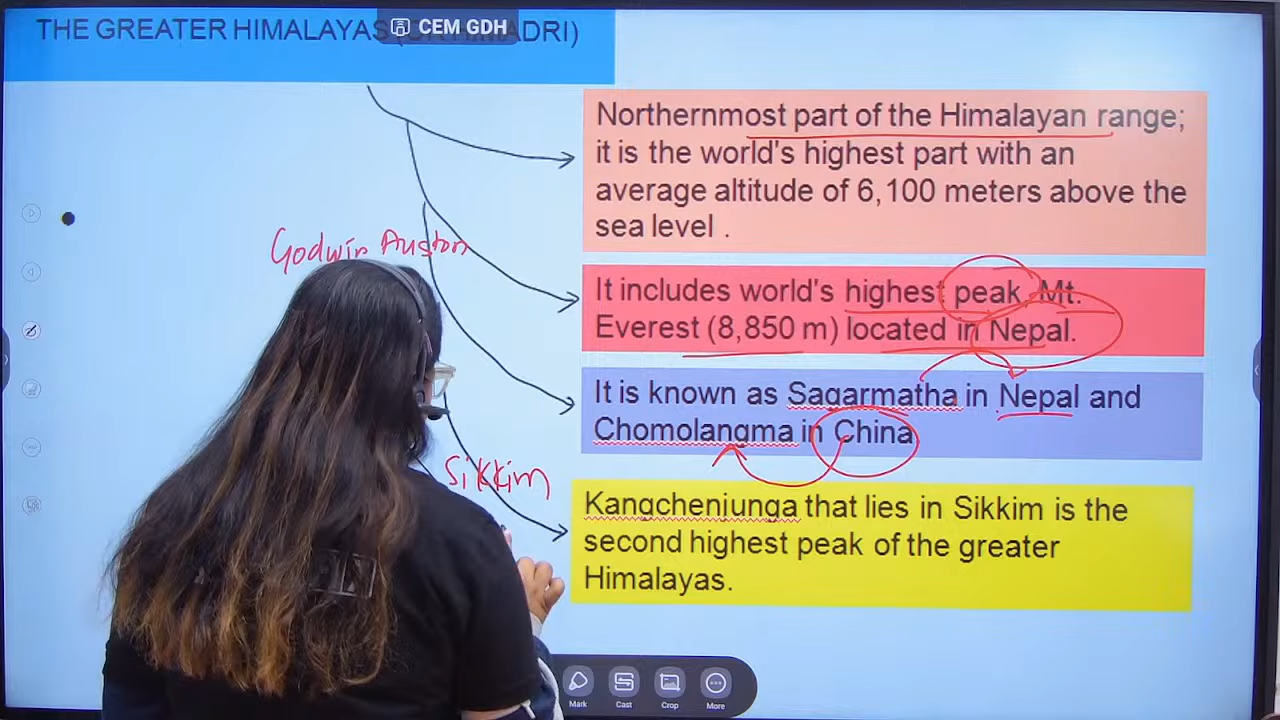 THE GREATER HIMALAYAS
CEM GDH
Northernmost part of the Himalayan range;
it is the world's highest part with an
average altitude of 6,100 meters above the
sea level .
Godwin Auston
It includes world's highest peak Mt.
Everest (8,850 m) located in Nepal.
It is known as Sagarmatha in Nepal and
Chomolangma in China
Sikkim
Kangchenjunga that lies in Sikkim is the
second highest peak of the greater
Himalayas.
Mark Cast Crop More